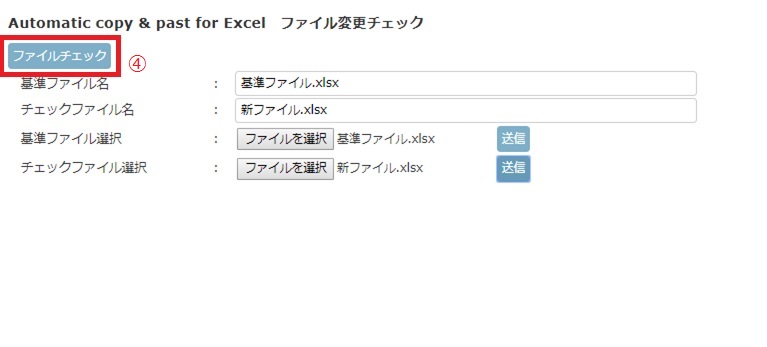 Automatic copy & past for Excel　ファイル変更チェック
ファイルチェック ④
基準ファイル名 : 基準ファイル.xlsx
チェックファイル名 : 新ファイル.xlsx
基準ファイル選択 : ファイルを選択 基準ファイル.xlsx 送信
チェックファイル選択 : ファイルを選択 新ファイル.xlsx 送信